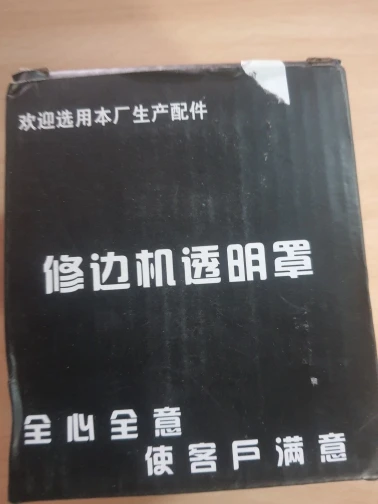 欢迎选用本厂生产配件
修边机透明罩
全心全意
使客户满意